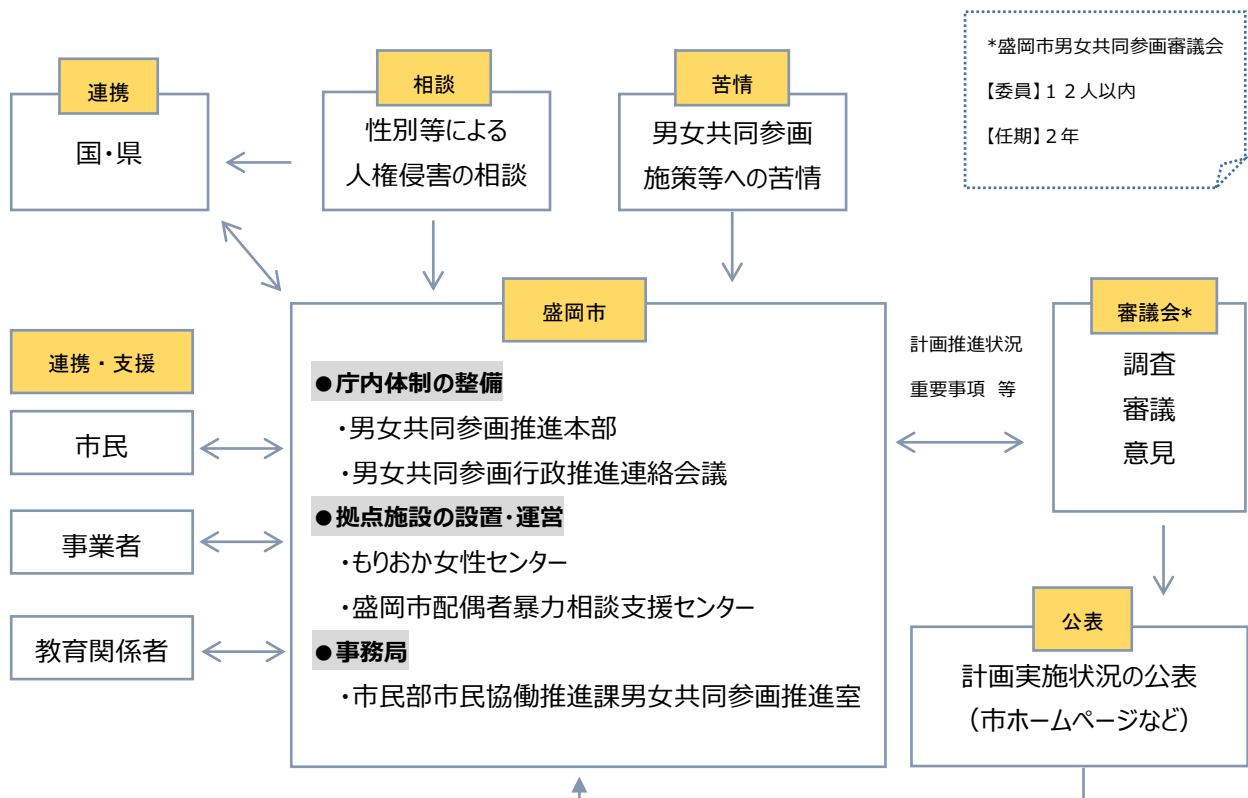 連携
国・県
相談
性別等による
人権侵害の相談
苦情
男女共同参画
施策等への苦情
*盛岡市男女共同参画審議会
【委員】１２人以内
【任期】２年
連携・支援
市民
事業者
教育関係者
盛岡市
●庁内体制の整備
・男女共同参画推進本部
・男女共同参画行政推進連絡会議
●拠点施設の設置・運営
・もりおか女性センター
・盛岡市配偶者暴力相談支援センター
●事務局
・市民部市民協働推進課男女共同参画推進室
計画推進状況
重要事項 等
審議会*
調査
審議
意見
公表
計画実施状況の公表
（市ホームページなど）